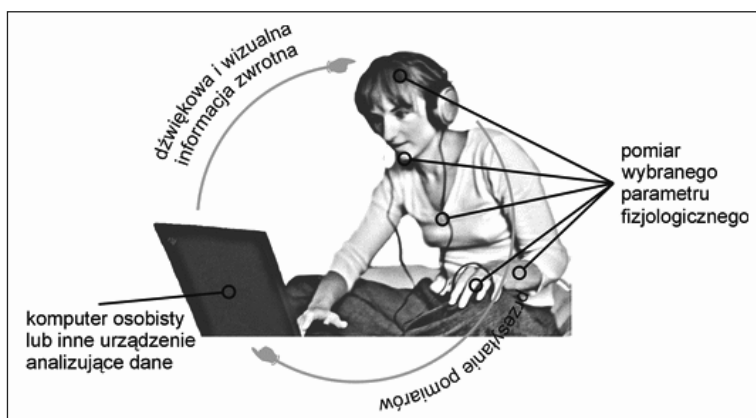 dźwiękowa i wizualna
informacja zwrotna
pomiar
wybranego
parametru
fizjologicznego
komputer osobisty
lub inne urządzenie
analizujące dane
przesyłanie pomiarów